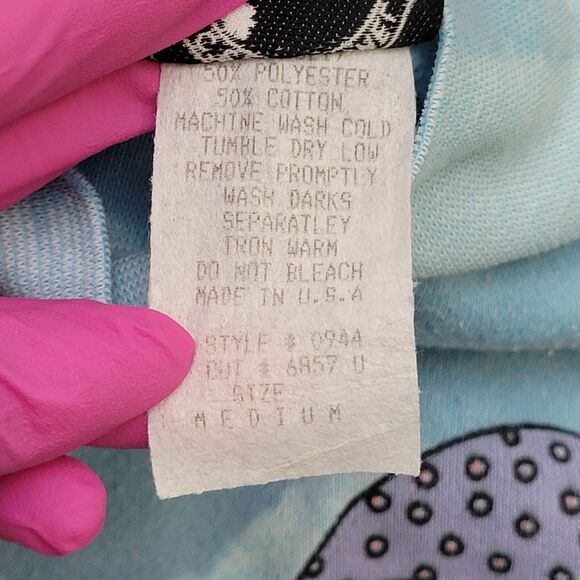 50% POLYESTER
50% COTTON
MACHINE WASH COLD
TUMBLE DRY LOW
REMOVE PROMPTLY
WASH DARKS
SEPARATLEY
IRON WARM
DO NOT BLEACH
MADE IN U.S.A
STYLE # 0944
CUT # 6857 U
SIZE
MEDIUM